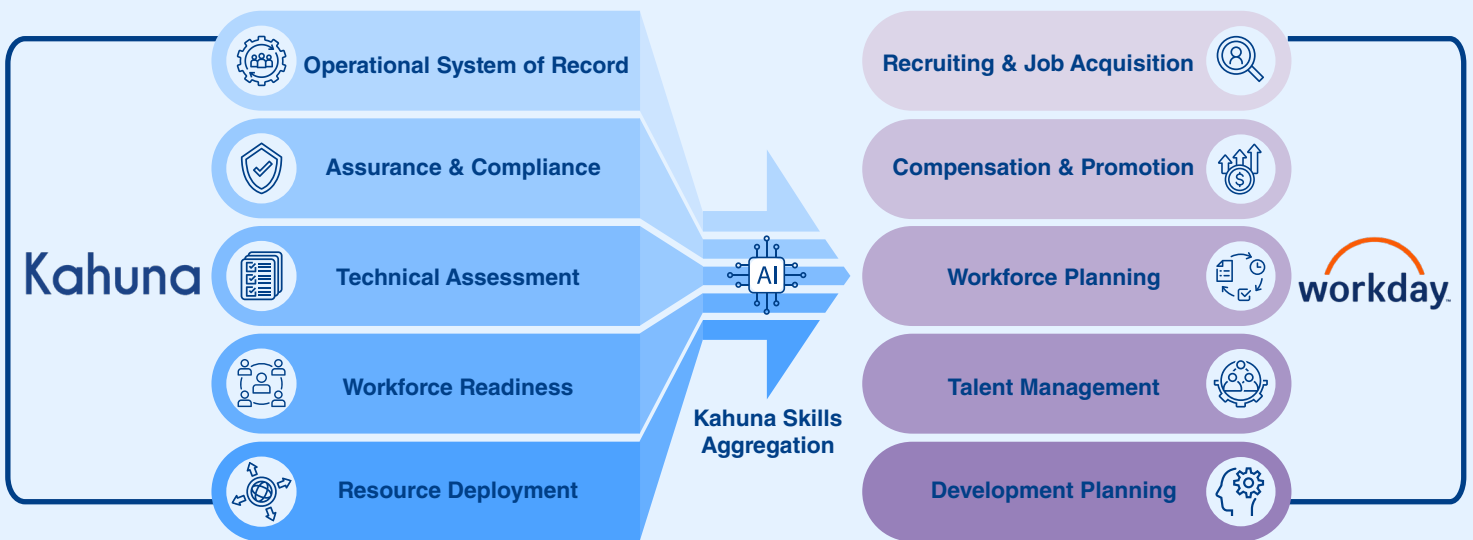 Kahuna
Operational System of Record
Assurance & Compliance
Technical Assessment
Workforce Readiness
Resource Deployment
AI
Kahuna Skills
Aggregation
Recruiting & Job Acquisition
Compensation & Promotion
$
Workforce Planning
Talent Management
Development Planning
workday™